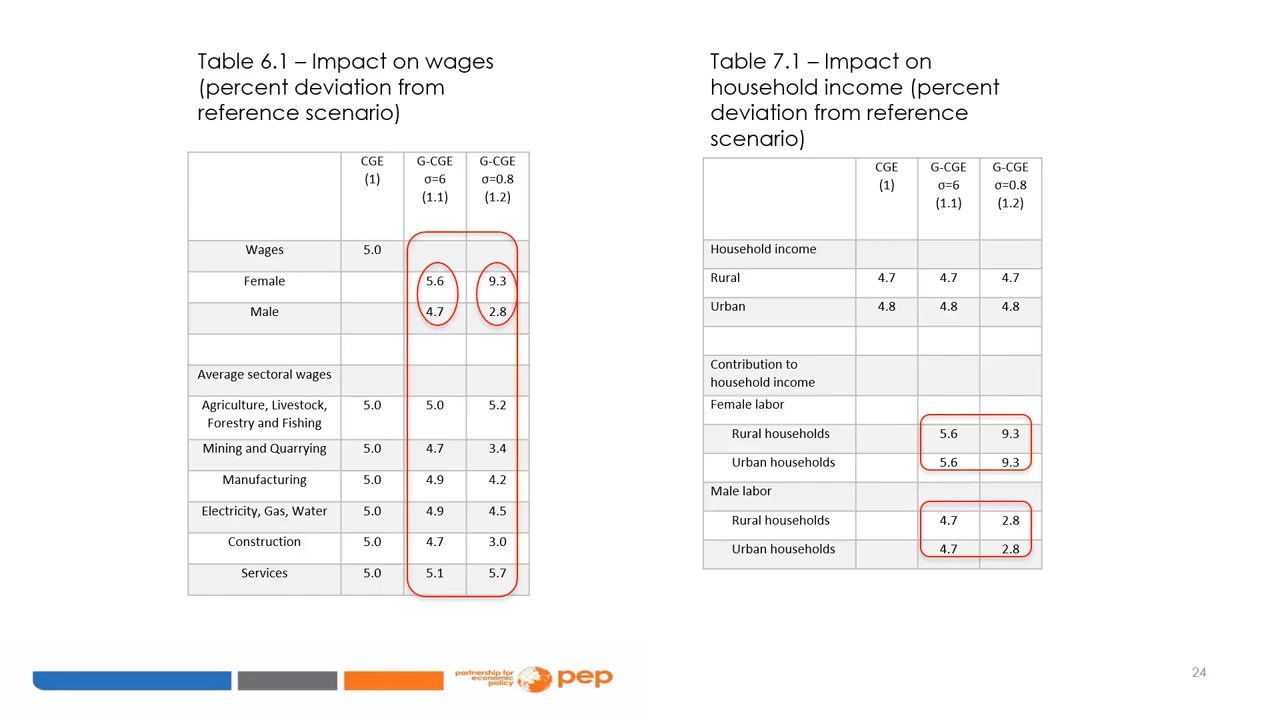 Table 6.1 – Impact on wages
(percent deviation from
reference scenario)
CGE
(1)
G-CGE
σ=6
(1.1)
G-CGE
σ=0.8
(1.2)
Wages 5.0
Female 5.6 9.3
Male 4.7 2.8
Average sectoral wages
Agriculture, Livestock,
Forestry and Fishing 5.0 5.0 5.2
Mining and Quarrying 5.0 4.7 3.4
Manufacturing 5.0 4.9 4.2
Electricity, Gas, Water 5.0 4.9 4.5
Construction 5.0 4.7 3.0
Services 5.0 5.1 5.7
Table 7.1 – Impact on
household income (percent
deviation from reference
scenario)
CGE
(1)
G-CGE
σ=6
(1.1)
G-CGE
σ=0.8
(1.2)
Household income
Rural 4.7 4.7 4.7
Urban 4.8 4.8 4.8
Contribution to
household income
Female labor
Rural households 5.6 9.3
Urban households 5.6 9.3
Male labor
Rural households 4.7 2.8
Urban households 4.7 2.8
partnership for
economic
policy
pep
24